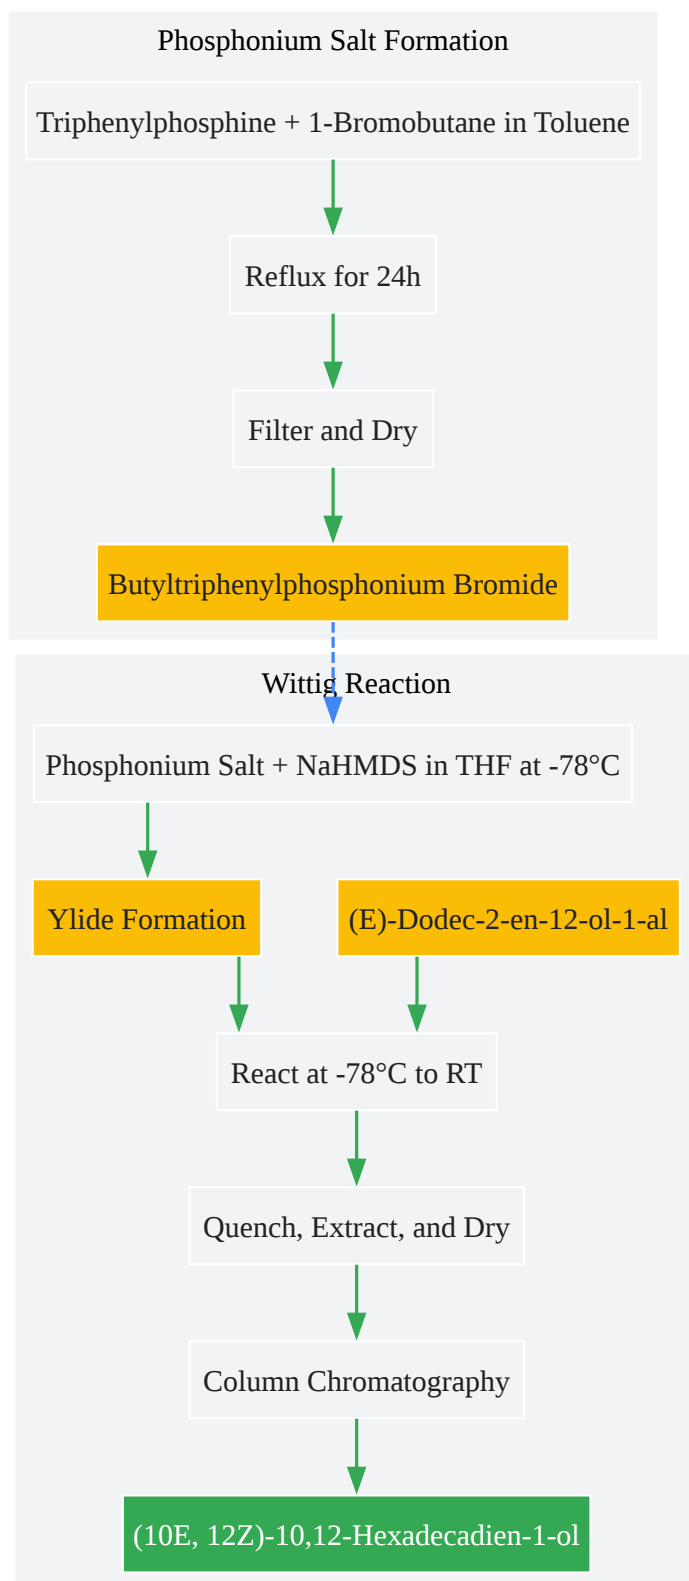 Phosphonium Salt Formation
Triphenylphosphine + 1-Bromobutane in Toluene
Reflux for 24h
Filter and Dry
Butyltriphenylphosphonium Bromide
Wittig Reaction
Phosphonium Salt + NaHMDS in THF at -78°C
Ylide Formation
(E)-Dodec-2-en-12-ol-1-al
React at -78°C to RT
Quench, Extract, and Dry
Column Chromatography
(10E, 12Z)-10,12-Hexadecadien-1-ol